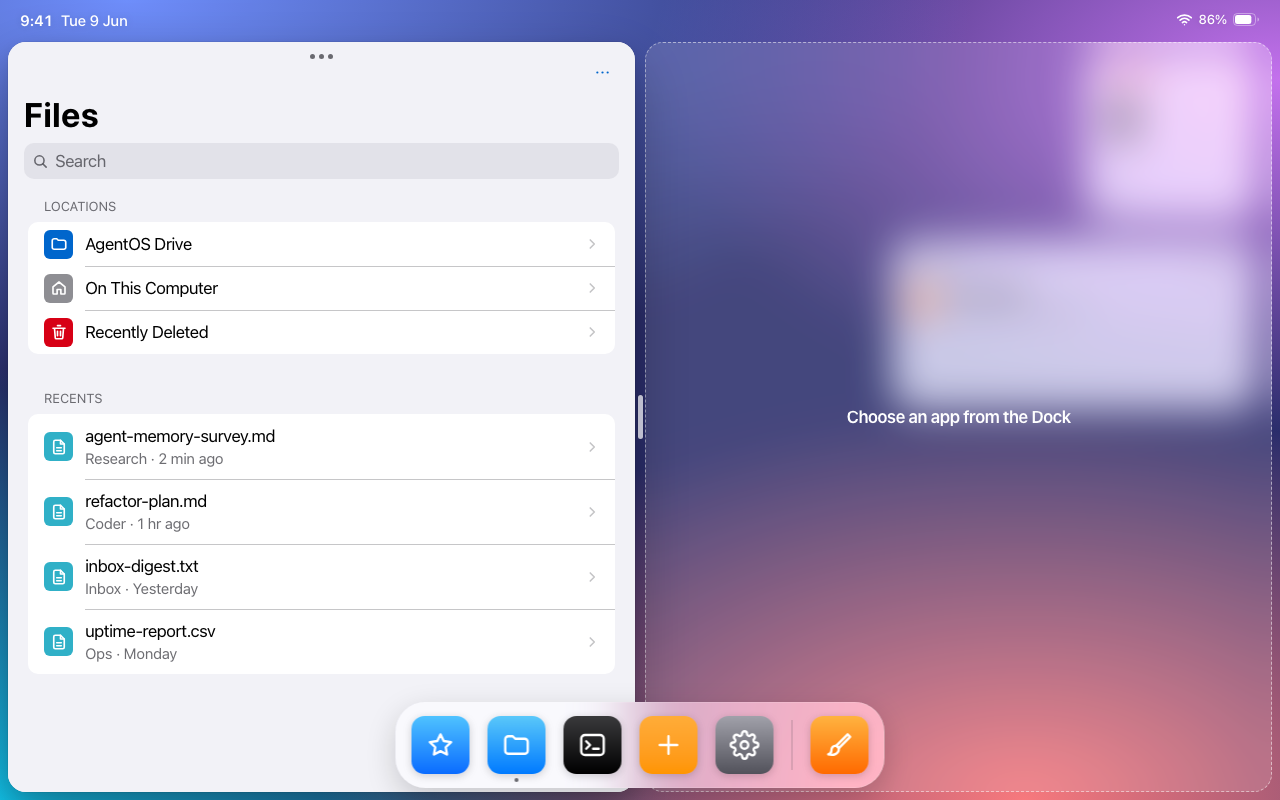 9:41 Tue 9 Jun
86%
Files
Search
LOCATIONS
AgentOS Drive
On This Computer
Recently Deleted
RECENTS
agent-memory-survey.md
Research · 2 min ago
refactor-plan.md
Coder · 1 hr ago
inbox-digest.txt
Inbox · Yesterday
uptime-report.csv
Ops · Monday
Choose an app from the Dock